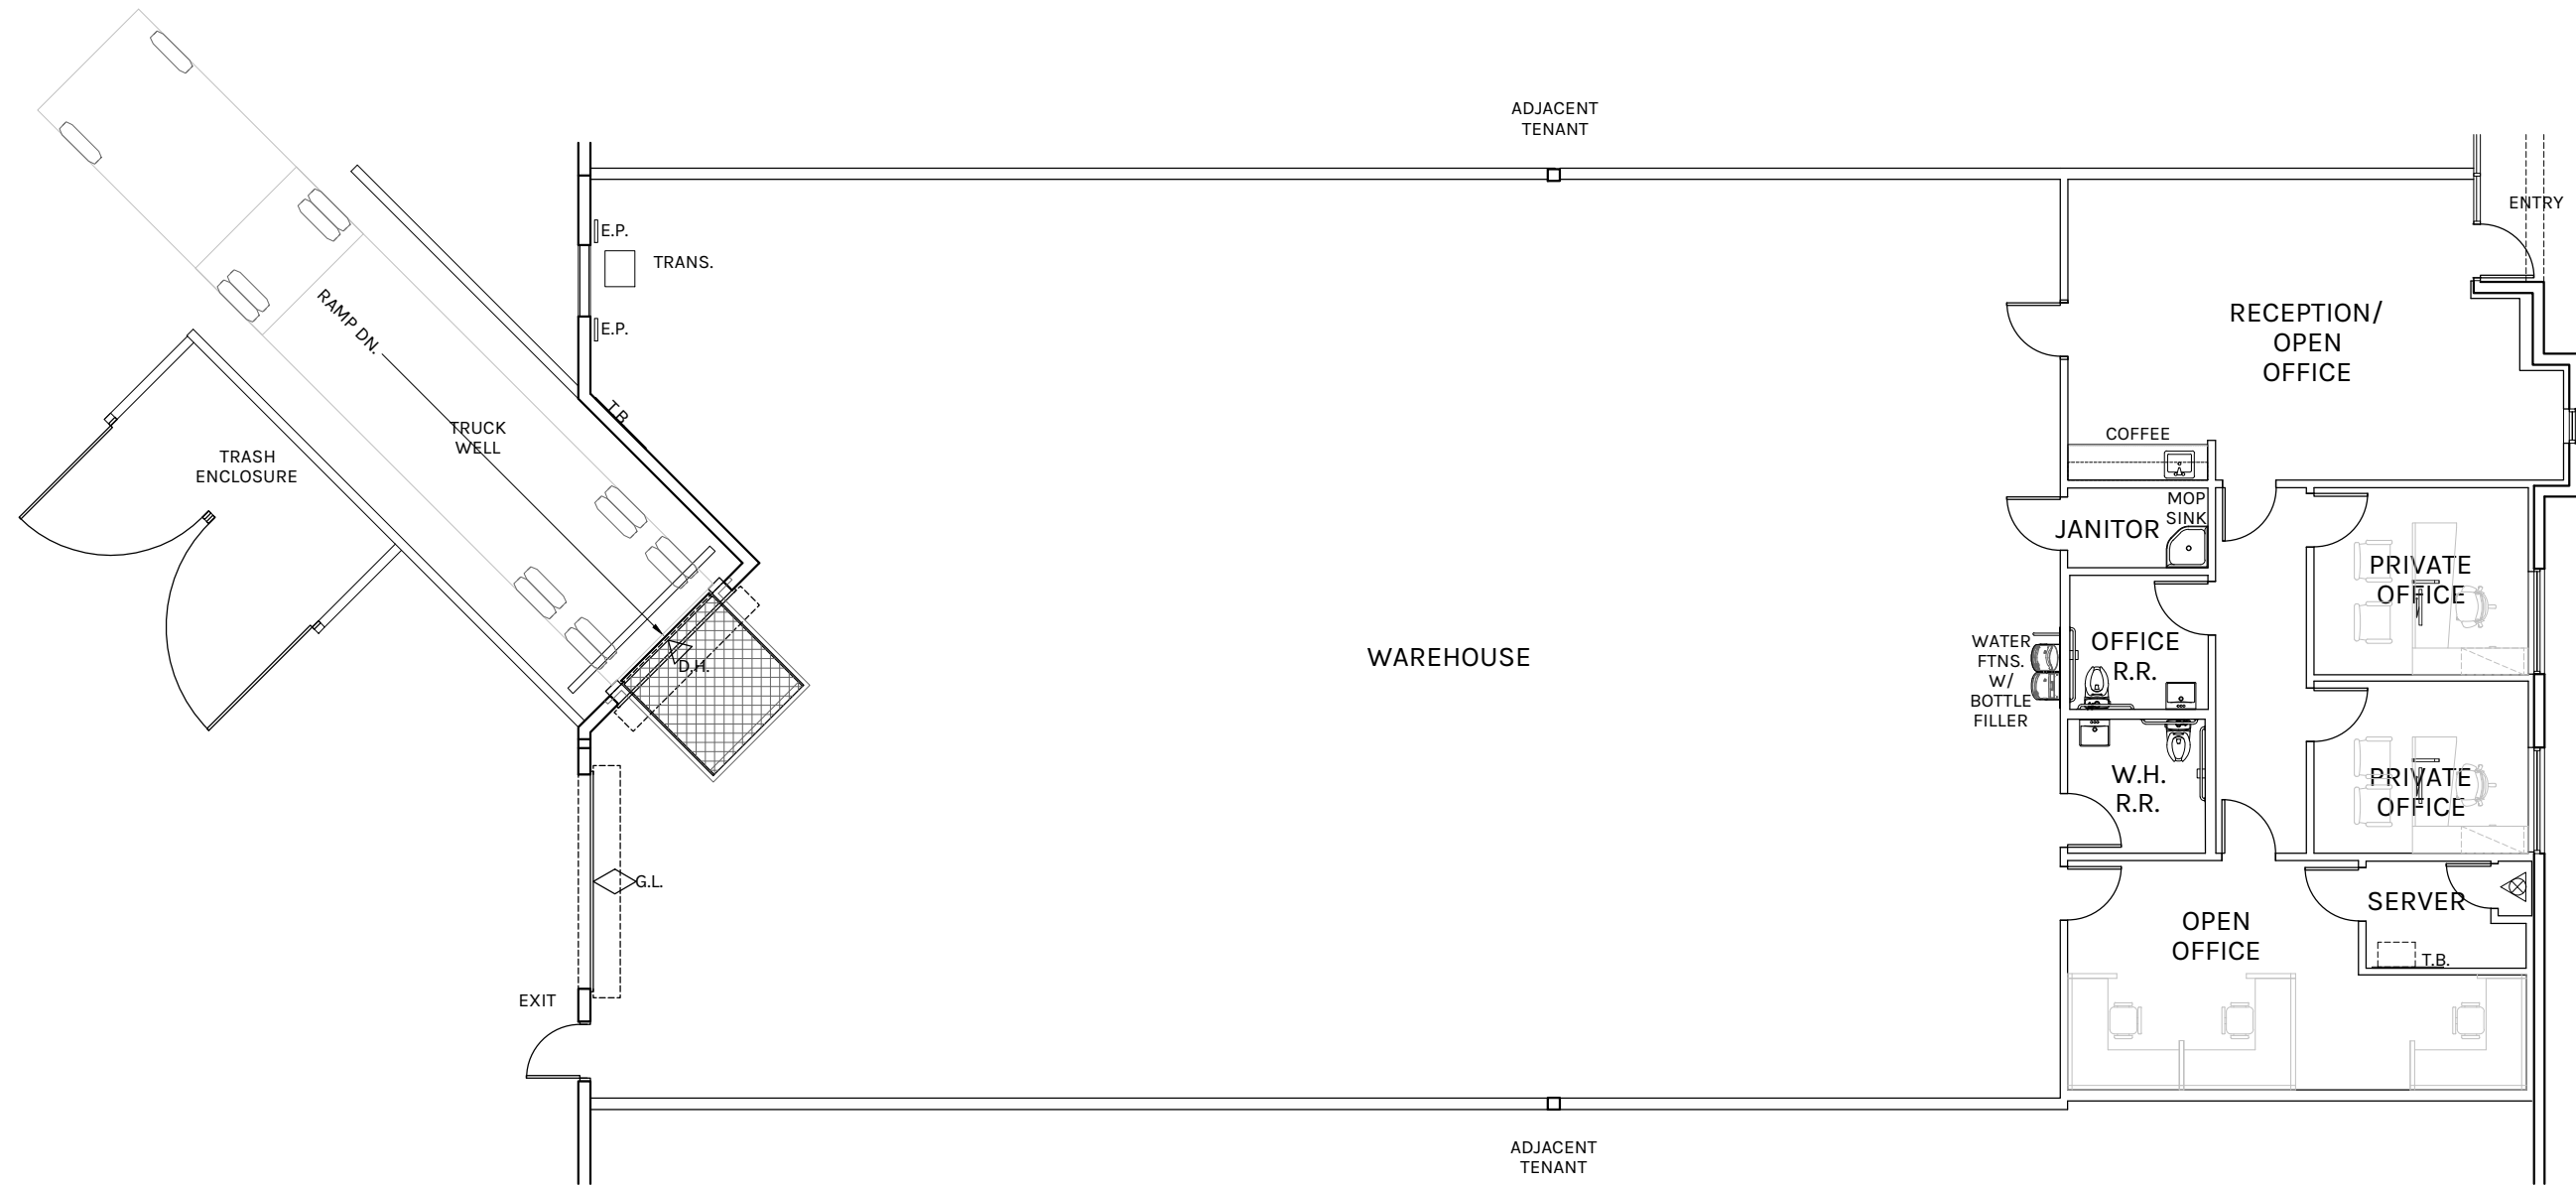 ADJACENT
TENANT
ENTRY
E.P.
TRANS.
RAMP DN.
E.P.
RECEPTION/
OPEN
OFFICE
T.B.
TRUCK
WELL
COFFEE
TRASH
ENCLOSURE
MOP
SINK
JANITOR
PRIVATE
OFFICE
WATER
FTNS.
W/
BOTTLE
FILLER
OFFICE
R.R.
WAREHOUSE
D.H.
W.H.
R.R.
PRIVATE
OFFICE
G.L.
SERVER
OPEN
OFFICE
T.B.
EXIT
ADJACENT
TENANT